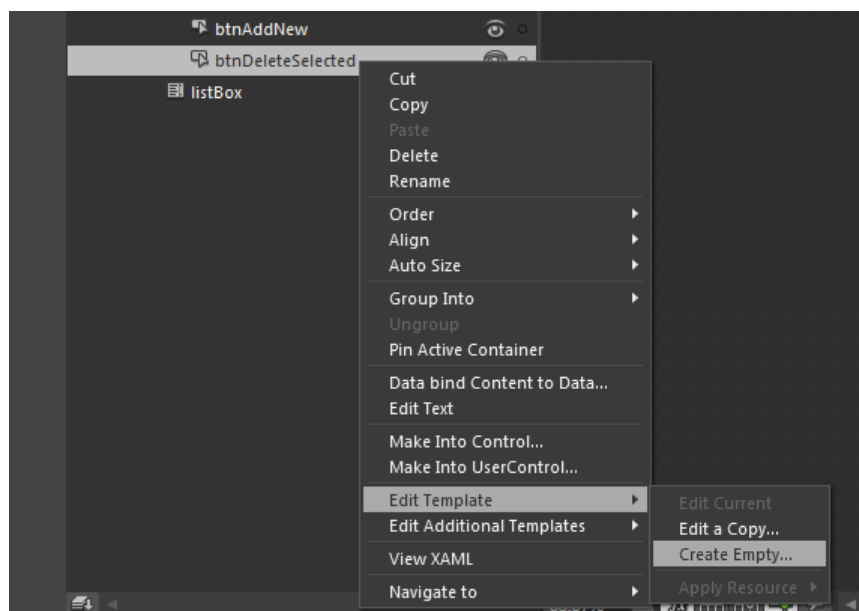 btnAddNew
btnDeleteSelected
listBox
Cut
Copy
Paste
Delete
Rename
Order
Align
Auto Size
Group Into
Ungroup
Pin Active Container
Data bind Content to Data...
Edit Text
Make Into Control...
Make Into UserControl...
Edit Template
Edit Additional Templates
View XAML
Navigate to
Edit Current
Edit a Copy...
Create Empty...
Apply Resource